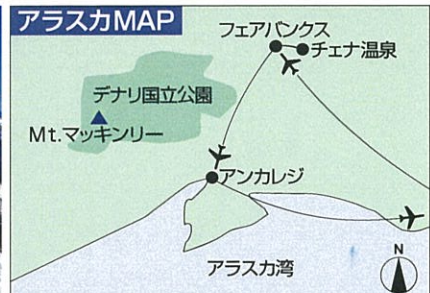 アラスカMAP
フェアバンクス
チェナ温泉
デナリ国立公園
Mt.マッキンリー
アンカレジ
アラスカ湾
N